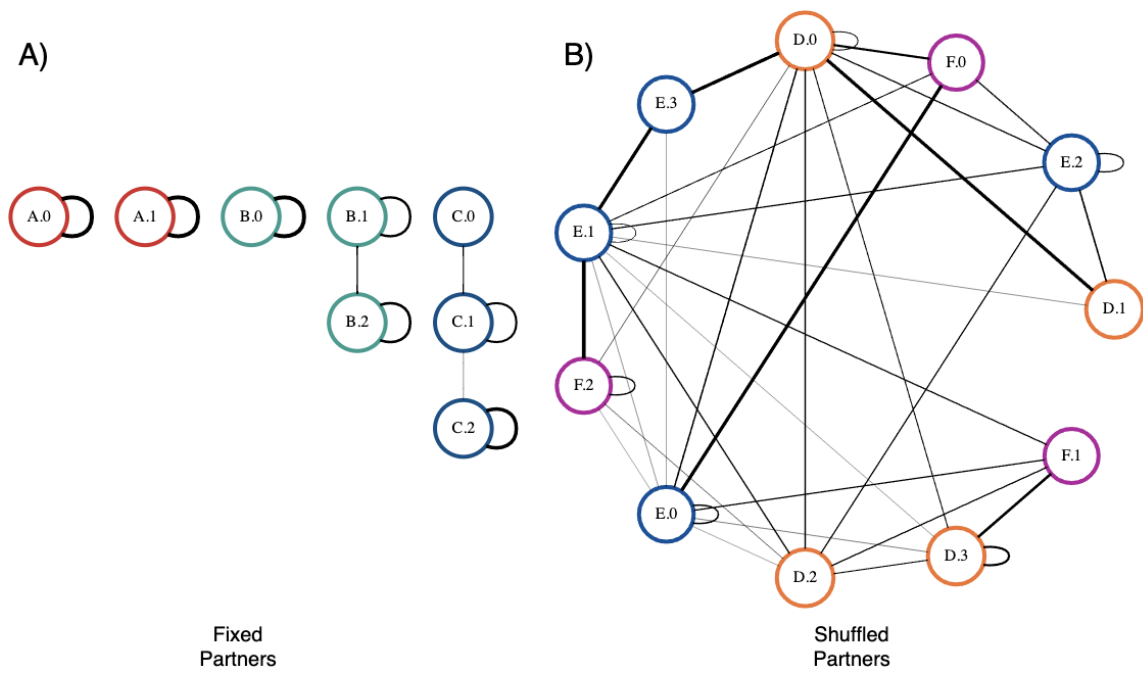 A)
A.0
A.1
B.0
B.1
C.0
B.2
C.1
C.2
Fixed
Partners
B)
D.0
F.0
E.3
E.2
E.1
D.1
F.2
F.1
E.0
D.3
D.2
Shuffled
Partners